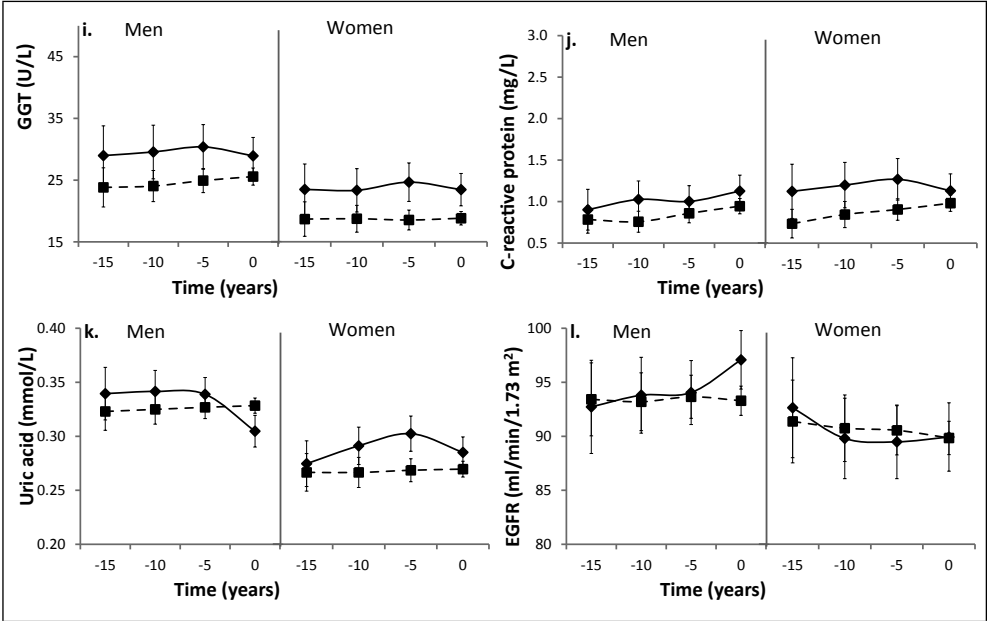 i. Men Women
GGT (U/L)
45
35
25
15
-15 -10 -5 0 -15 -10 -5 0
Time (years)
j. Men Women
C-reactive protein (mg/L)
3.0
2.5
2.0
1.5
1.0
0.5
-15 -10 -5 0 -15 -10 -5 0
Time (years)
k. Men Women
Uric acid (mmol/L)
0.40
0.35
0.30
0.25
0.20
-15 -10 -5 0 -15 -10 -5 0
Time (years)
l. Men Women
EGFR (ml/min/1.73 m²)
100
95
90
85
80
-15 -10 -5 0 -15 -10 -5 0
Time (years)